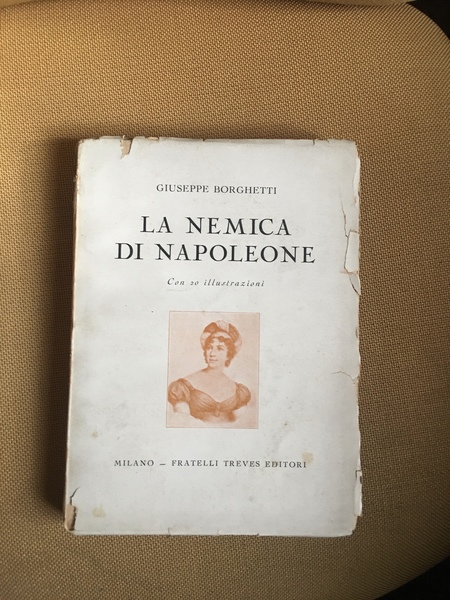 GIUSEPPE BORGHETTI
LA NEMICA
DI NAPOLEONE
Con 20 illustrazioni
MILANO – FRATELLI TREVES EDITORI